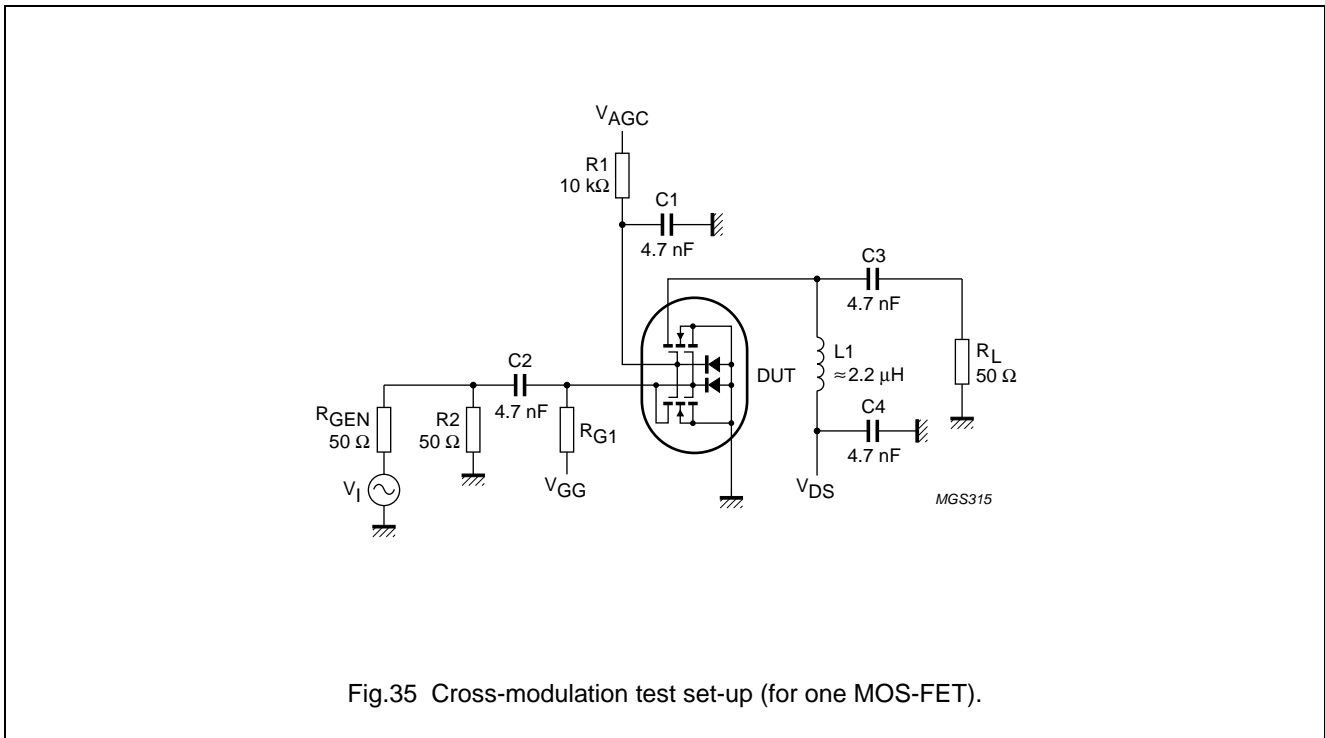 VAGC
R1
10 kΩ
C1
4.7 nF
C3
4.7 nF
L1
≈2.2 μH
RL
50 Ω
DUT
C2
4.7 nF
RGEN
50 Ω
R2
50 Ω
RG1
C4
4.7 nF
VI
VGG
VDS
MGS315
Fig.35 Cross-modulation test set-up (for one MOS-FET).